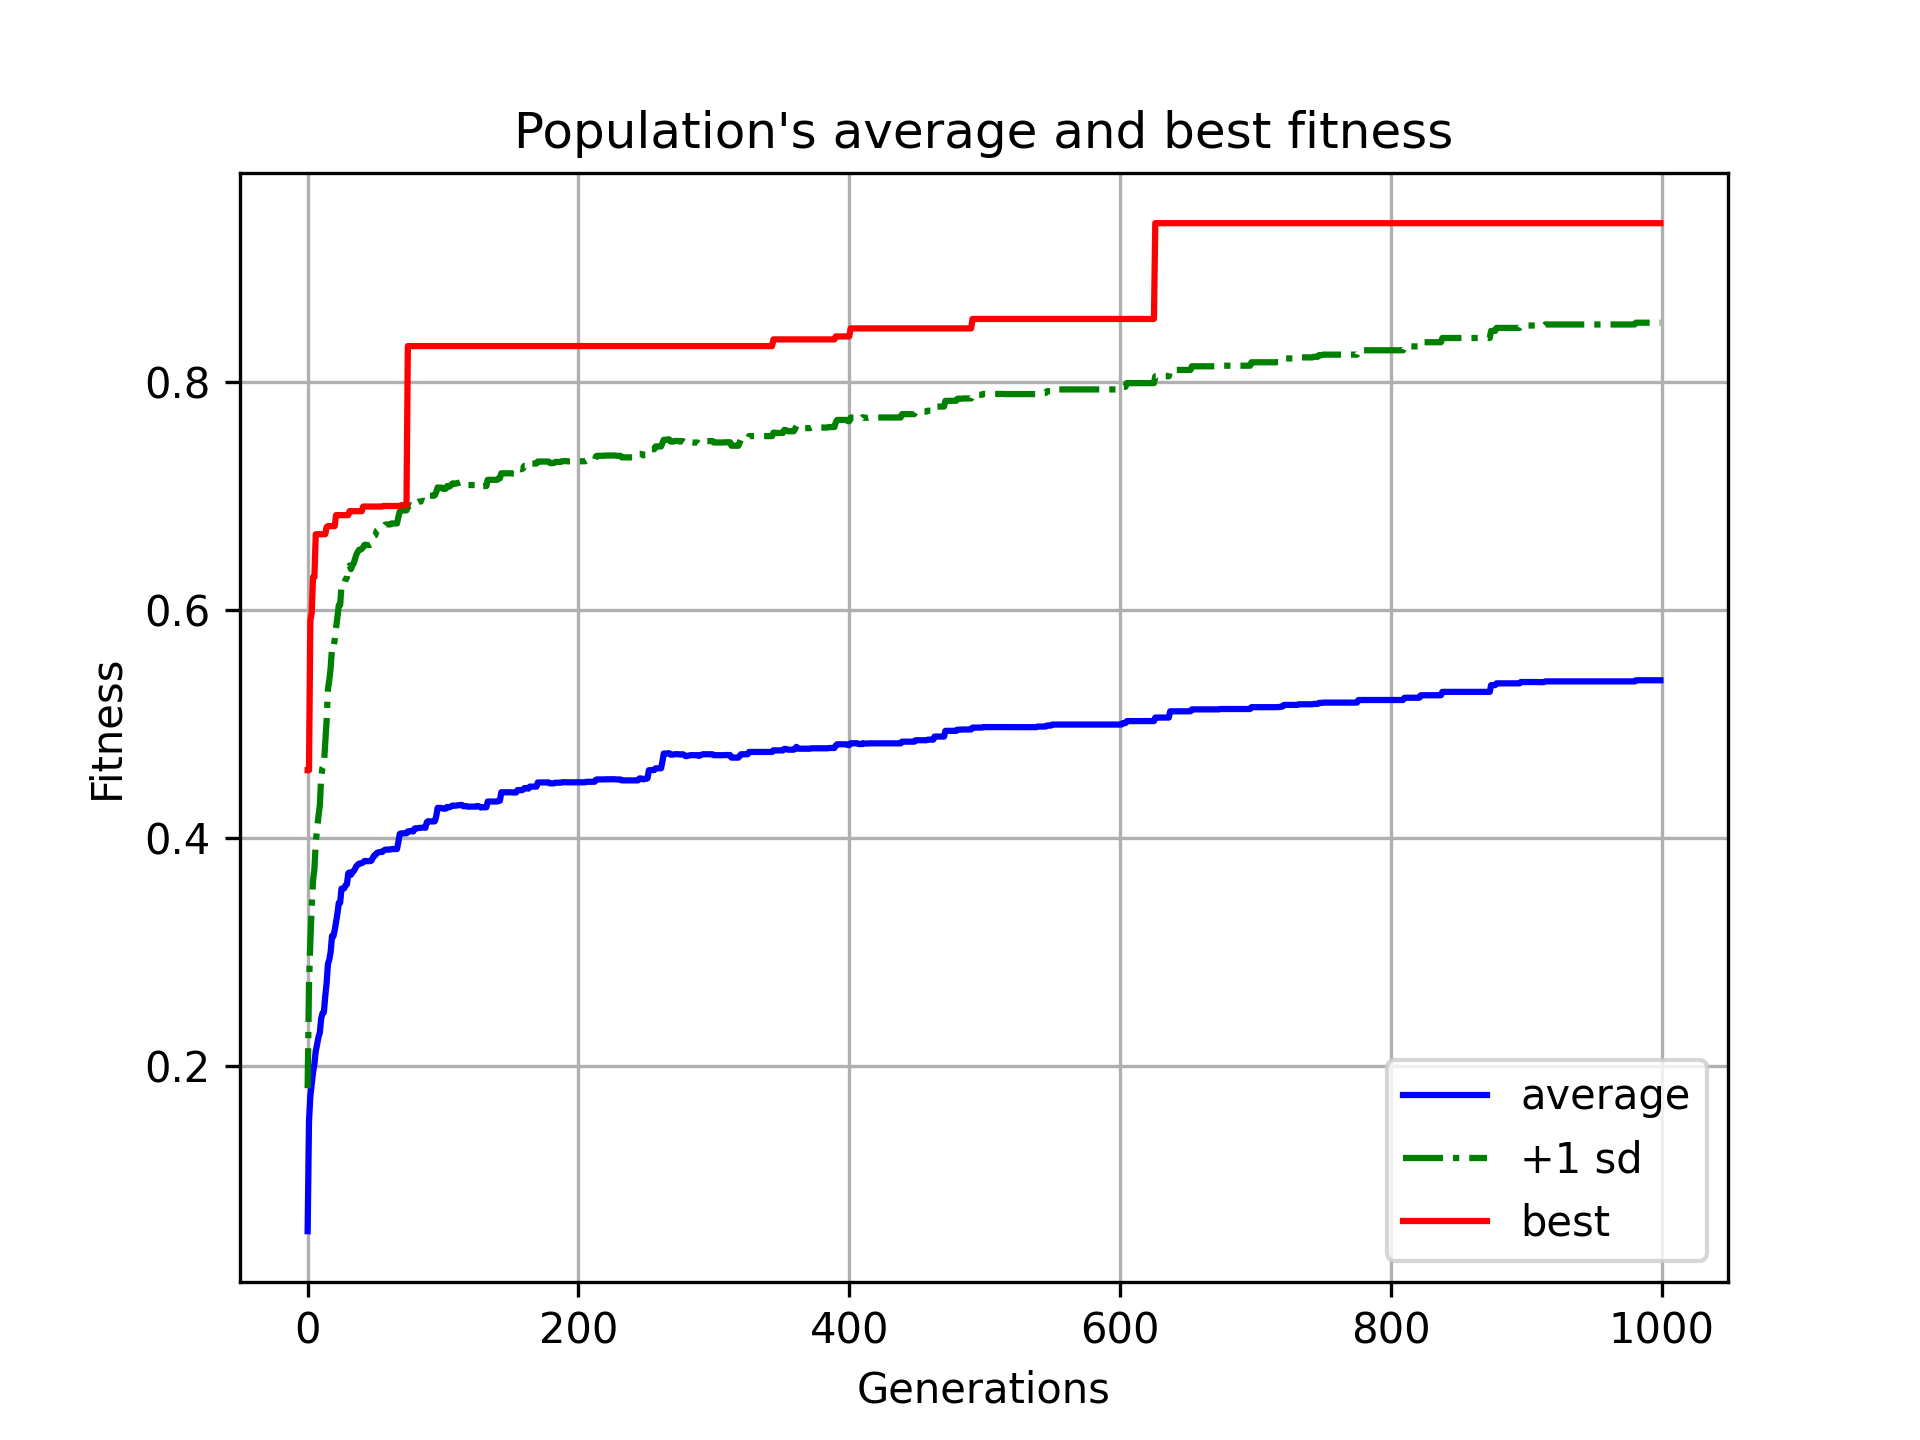 Population's average and best fitness
Fitness
0.8
0.6
0.4
0.2
0 200 400 600 800 1000
Generations
average
+1 sd
best